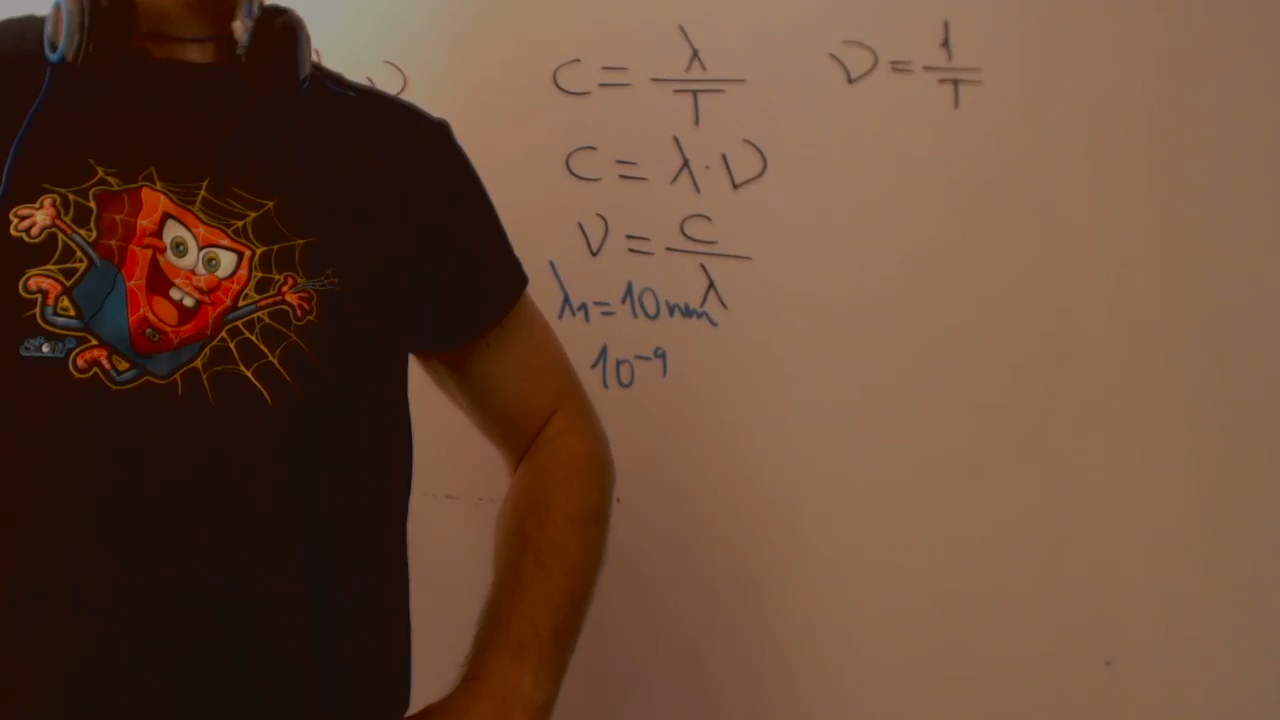 C = λ/T ν = 1/T
C = λ · ν
ν = C/λ
λ1 = 10 nm
10^-9